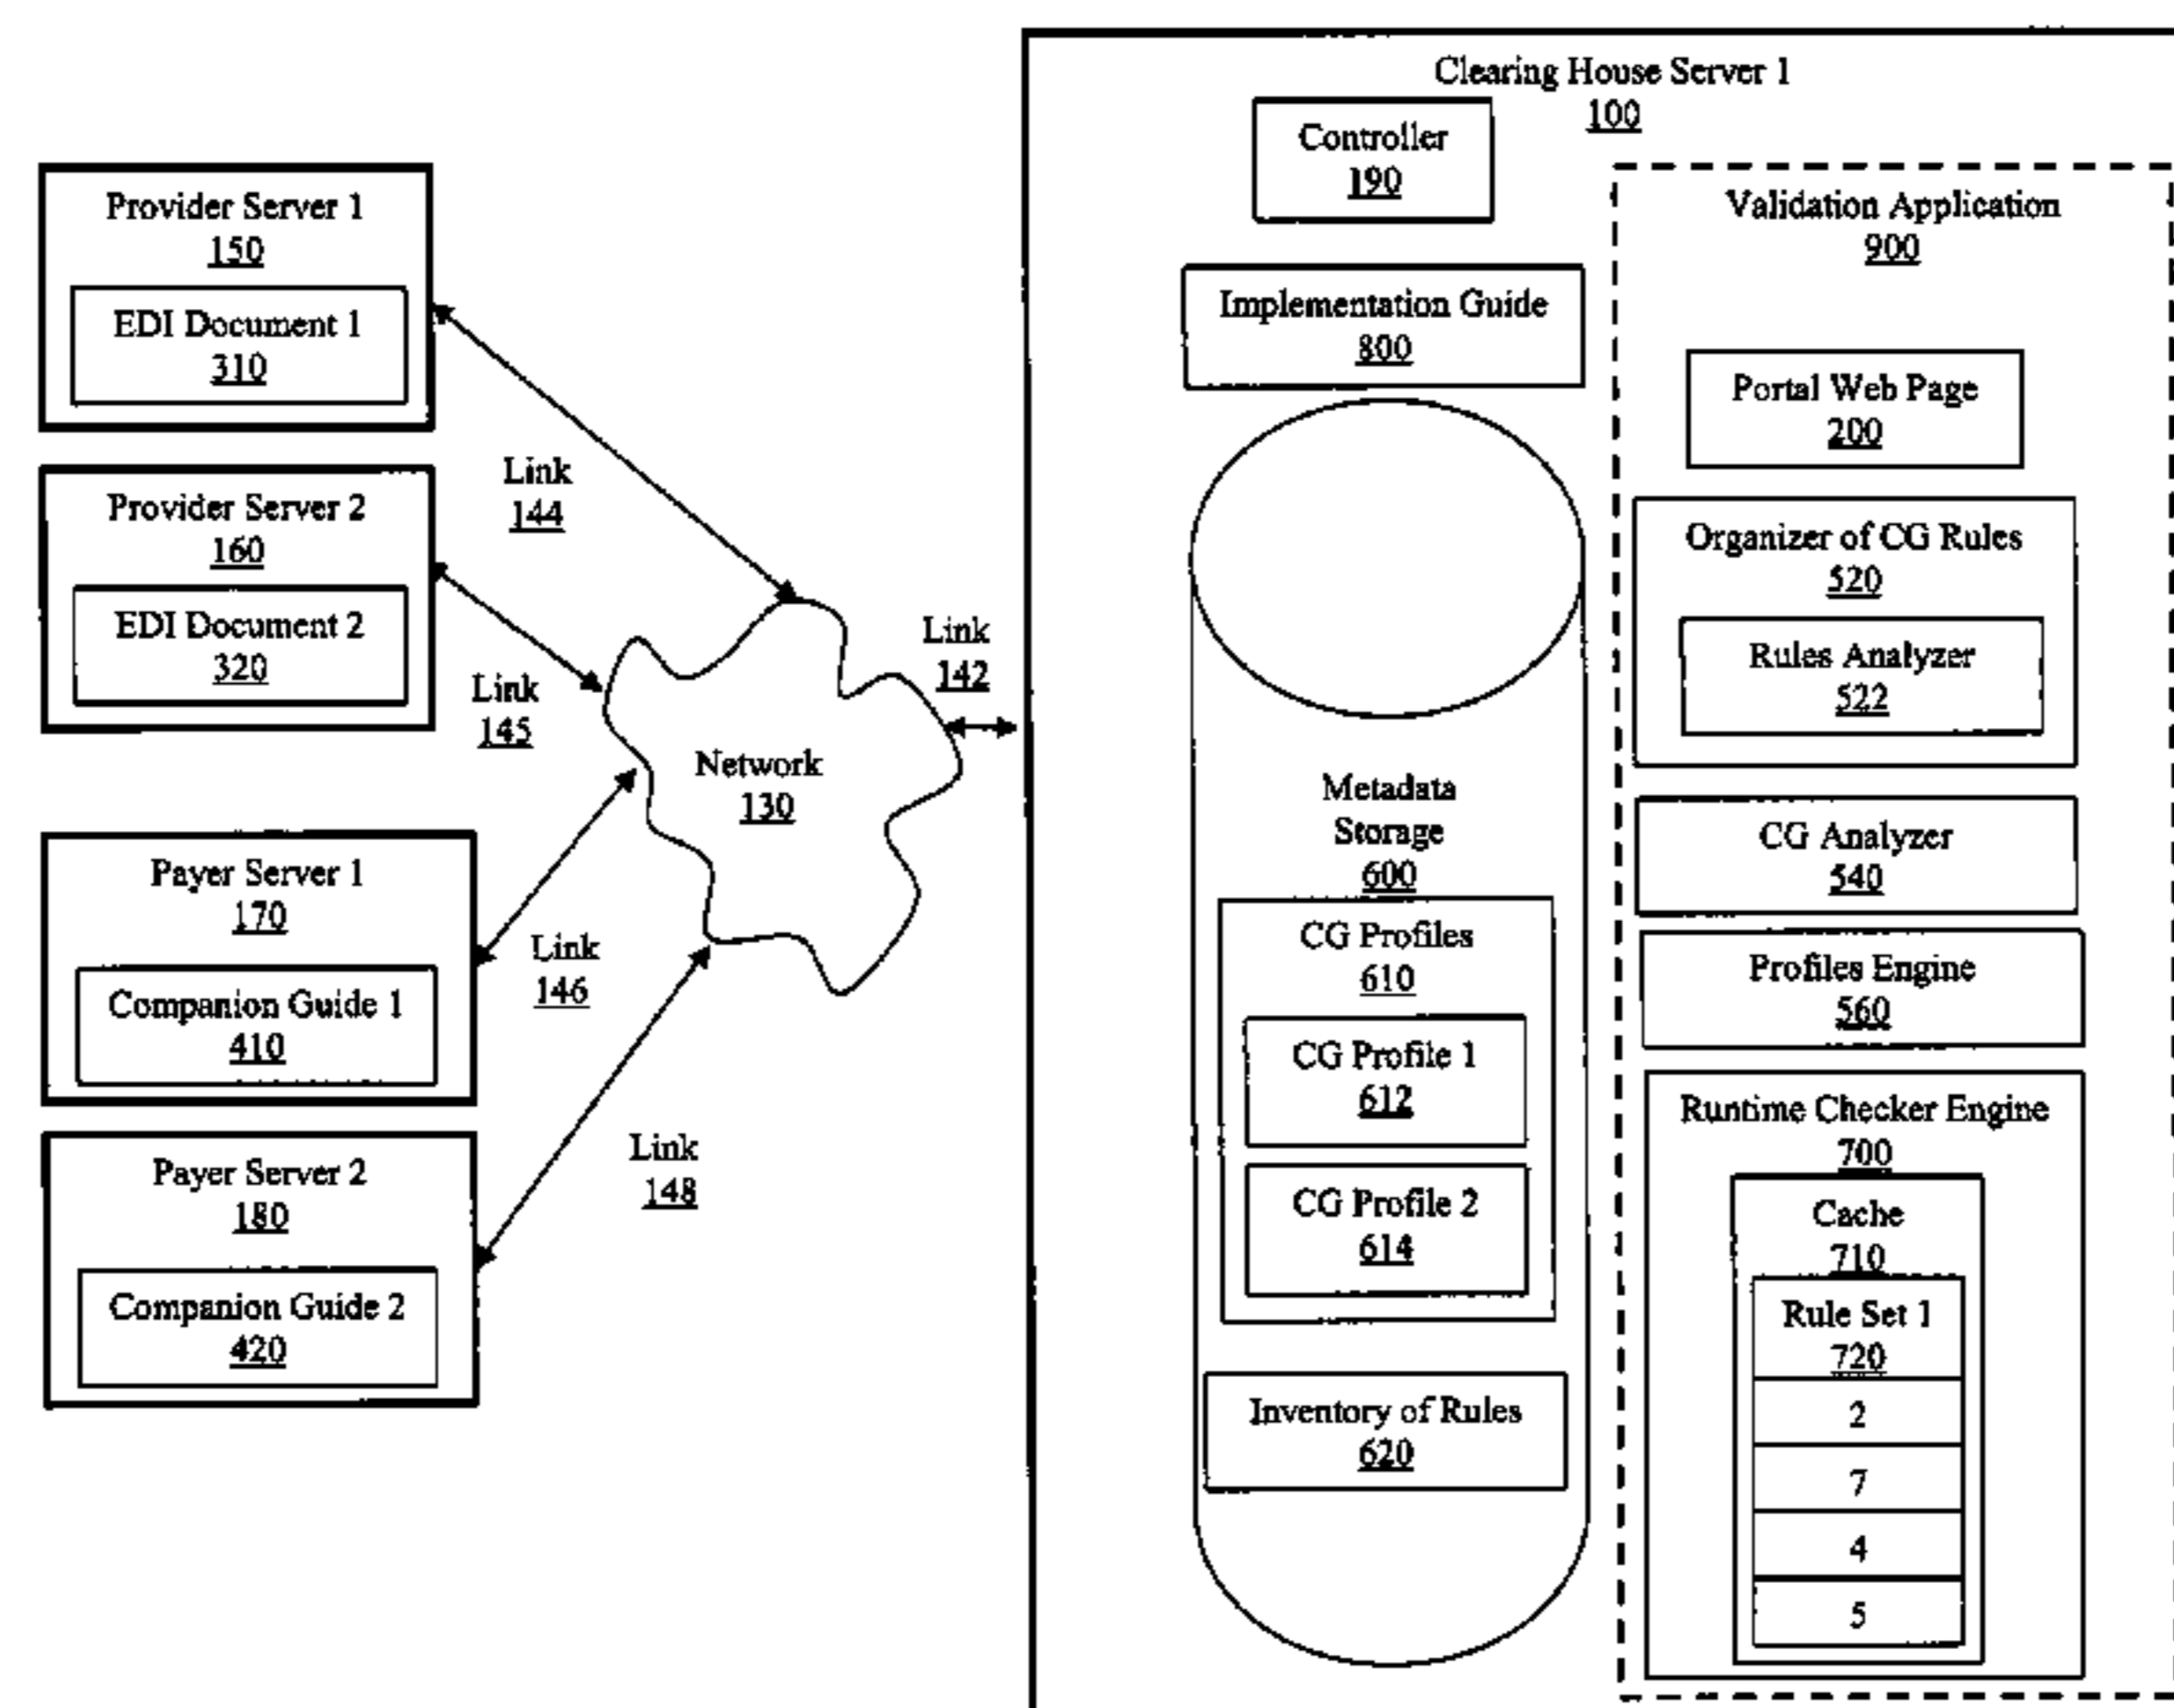 Clearing House Server 1
100
Controller
190
Implementation Guide
800
Provider Server 1
150
EDI Document 1
310
Provider Server 2
160
EDI Document 2
320
Payer Server 1
170
Companion Guide 1
410
Payer Server 2
180
Companion Guide 2
420
Link
144
Link
145
Link
146
Link
148
Network
130
Link
142
Metadata
Storage
600
CG Profiles
610
CG Profile 1
612
CG Profile 2
614
Inventory of Rules
620
Validation Application
900
Portal Web Page
200
Organizer of CG Rules
520
Rules Analyzer
522
CG Analyzer
540
Profiles Engine
560
Runtime Checker Engine
700
Cache
710
Rule Set 1
720
2
7
4
5